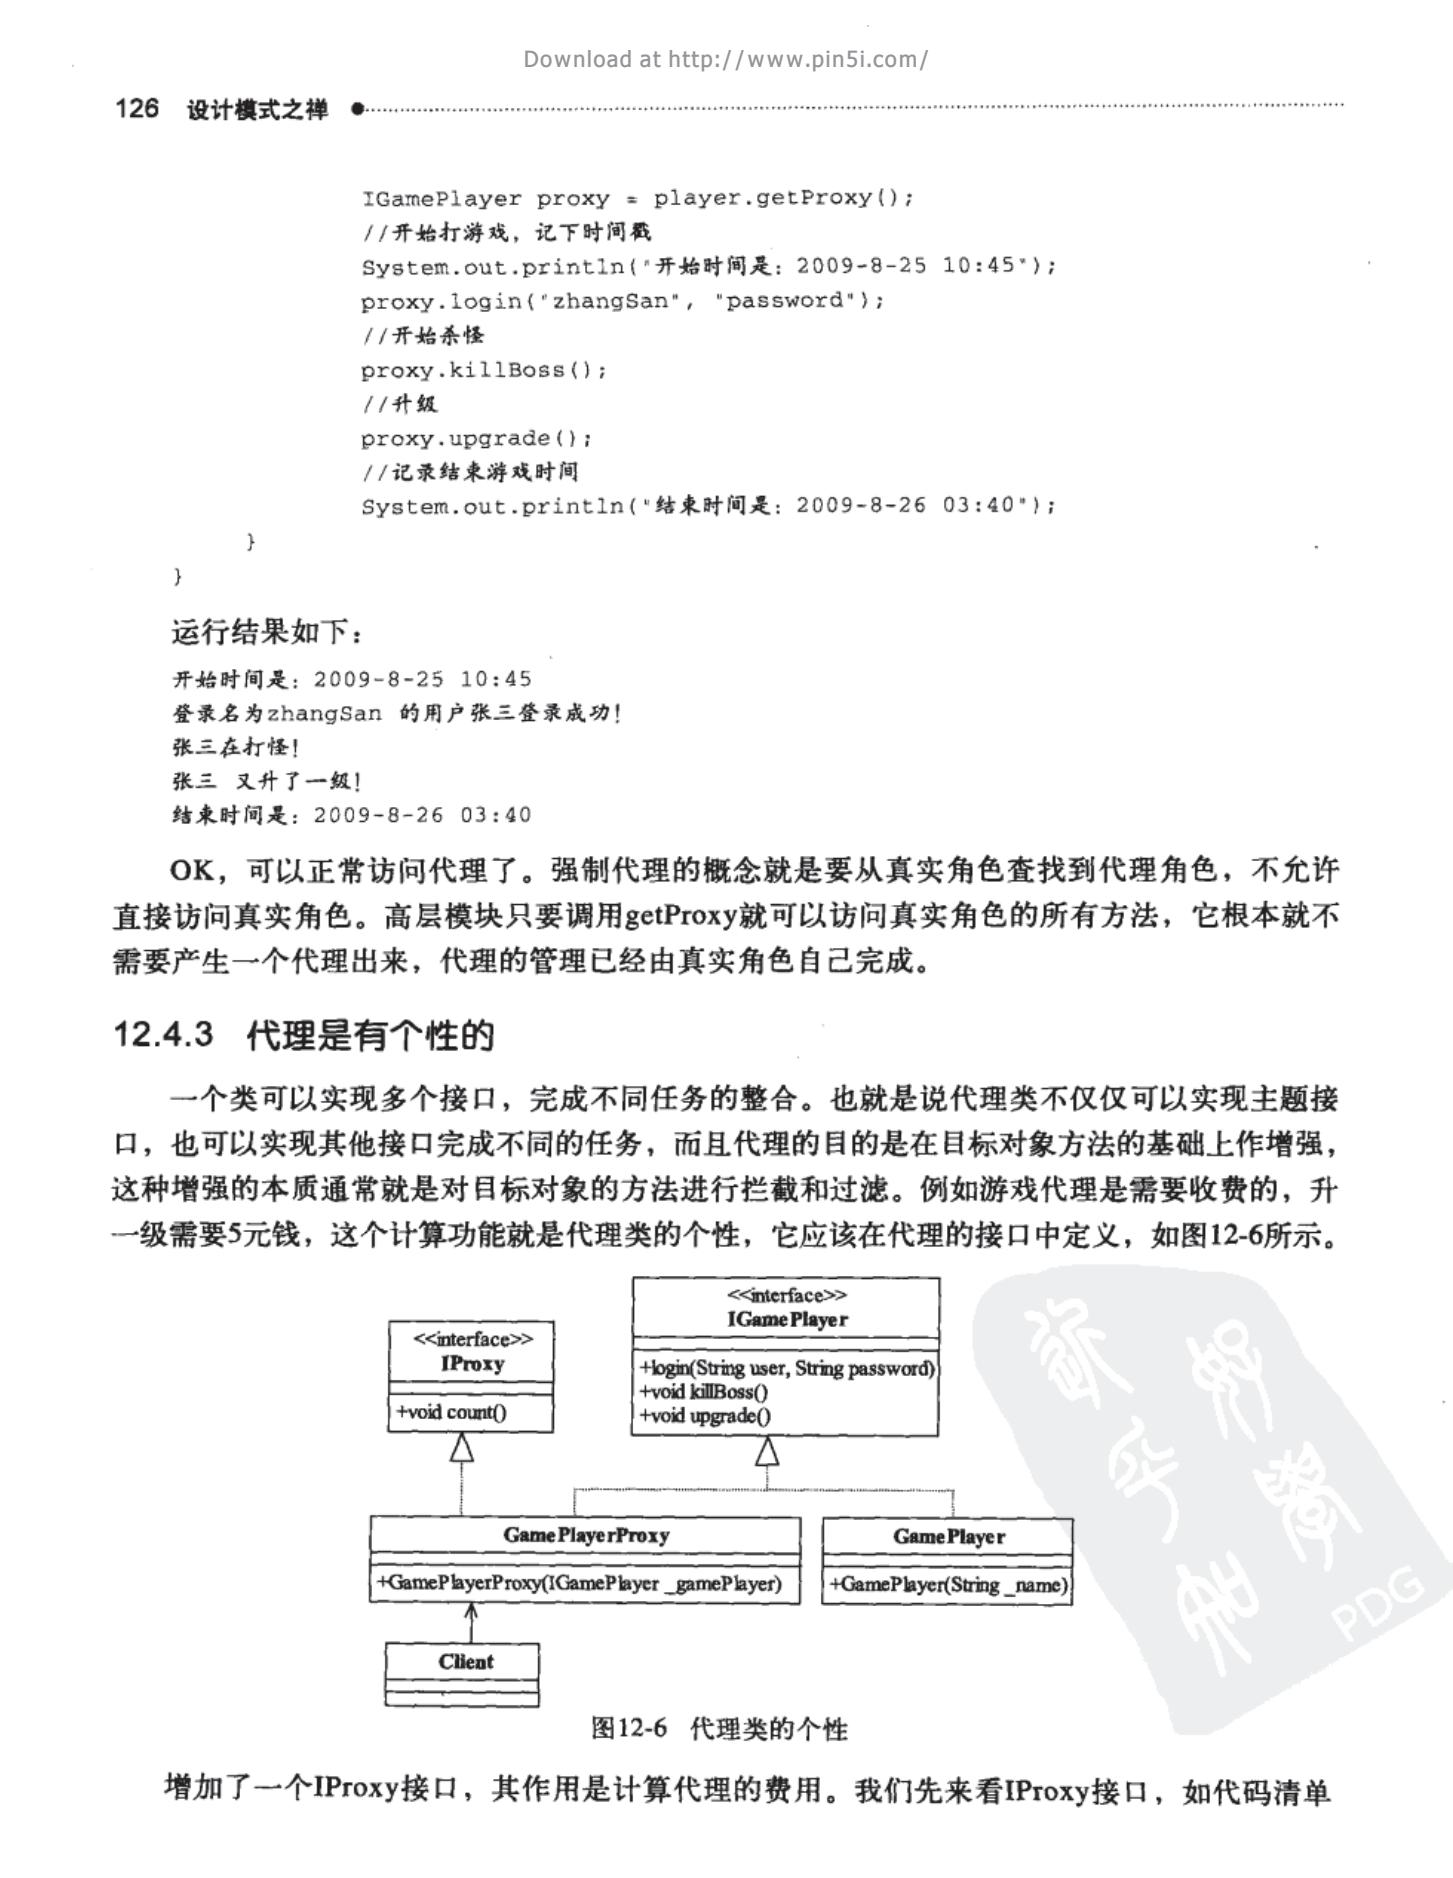 Download at http://www.pin5i.com/
126 设计模式之禅
IGamePlayer proxy = player.getProxy();
//开始打游戏，记下时间戳
System.out.println("开始时间是：2009-8-25 10:45");
proxy.login("zhangSan", "password");
//开始杀怪
proxy.killBoss();
//升级
proxy.upgrade();
//记录结束游戏时间
System.out.println("结束时间是：2009-8-26 03:40");
}
}
运行结果如下：
开始时间是：2009-8-25 10:45
登录名为zhangSan 的用户张三登录成功！
张三在打怪！
张三 又升了一级！
结束时间是：2009-8-26 03:40
OK，可以正常访问代理了。强制代理的概念就是要从真实角色查找到代理角色，不允许
直接访问真实角色。高层模块只要调用getProxy就可以访问真实角色的所有方法，它根本就不
需要产生一个代理出来，代理的管理已经由真实角色自己完成。
12.4.3 代理是有个性的
一个类可以实现多个接口，完成不同任务的整合。也就是说代理类不仅仅可以实现主题接
口，也可以实现其他接口完成不同的任务，而且代理的目的是在目标对象方法的基础上作增强，
这种增强的本质通常就是对目标对象的方法进行拦截和过滤。例如游戏代理是需要收费的，升
一级需要5元钱，这个计算功能就是代理类的个性，它应该在代理的接口中定义，如图12-6所示。
<<interface>>
IProxy
+void count()
<<interface>>
IGamePlayer
+login(String user, String password)
+void killBoss()
+void upgrade()
GamePlayerProxy
+GamePlayerProxy(IGamePlayer _gamePlayer)
GamePlayer
+GamePlayer(String _name)
Client
PDG
图12-6 代理类的个性
增加了一个IProxy接口，其作用是计算代理的费用。我们先来看IProxy接口，如代码清单